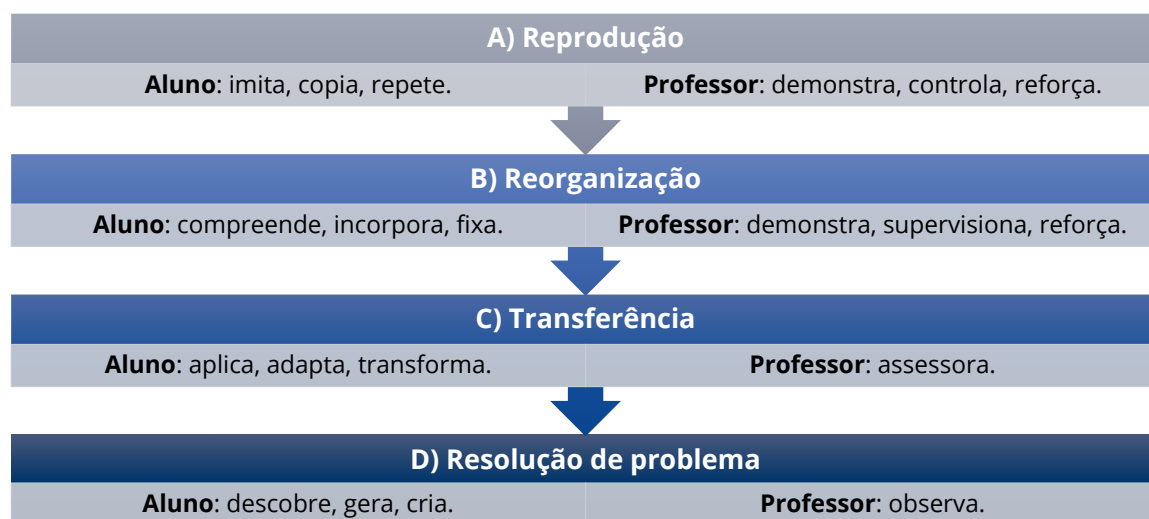 A) Reprodução
Aluno: imita, copia, repete.
Professor: demonstra, controla, reforça.
B) Reorganização
Aluno: compreende, incorpora, fixa.
Professor: demonstra, supervisiona, reforça.
C) Transferência
Aluno: aplica, adapta, transforma.
Professor: assessora.
D) Resolução de problema
Aluno: descobre, gera, cria.
Professor: observa.